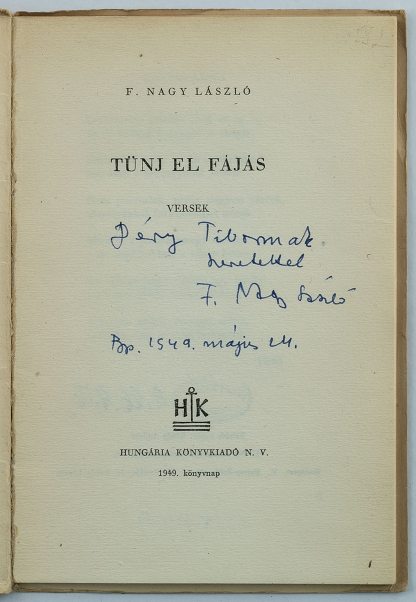 F. NAGY LÁSZLÓ
TÜNJ EL FÁJÁS
VERSEK
Déry Tibornak
szeretettel
F. Nagy László
Bp. 1949. május 24.
HK
HUNGÁRIA KÖNYVKIADÓ N. V.
1949. könyvnap